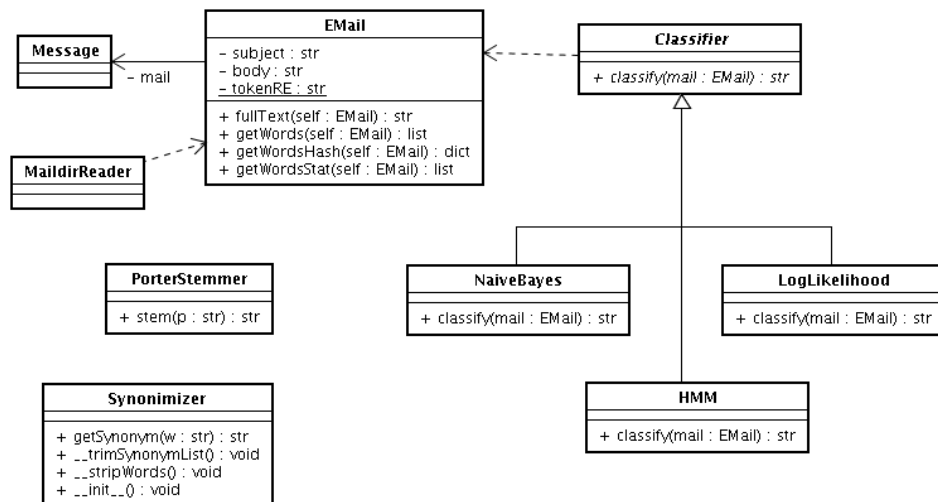 Message
- mail
EMail
- subject : str
- body : str
- tokenRE : str
+ fullText(self : EMail) : str
+ getWords(self : EMail) : list
+ getWordsHash(self : EMail) : dict
+ getWordsStat(self : EMail) : list
Classifier
+ classify(mail : EMail) : str
MaildirReader
PorterStemmer
+ stem(p : str) : str
NaiveBayes
+ classify(mail : EMail) : str
LogLikelihood
+ classify(mail : EMail) : str
Synonimizer
+ getSynonym(w : str) : str
+ __trimSynonymList() : void
+ __stripWords() : void
+ __init__() : void
HMM
+ classify(mail : EMail) : str